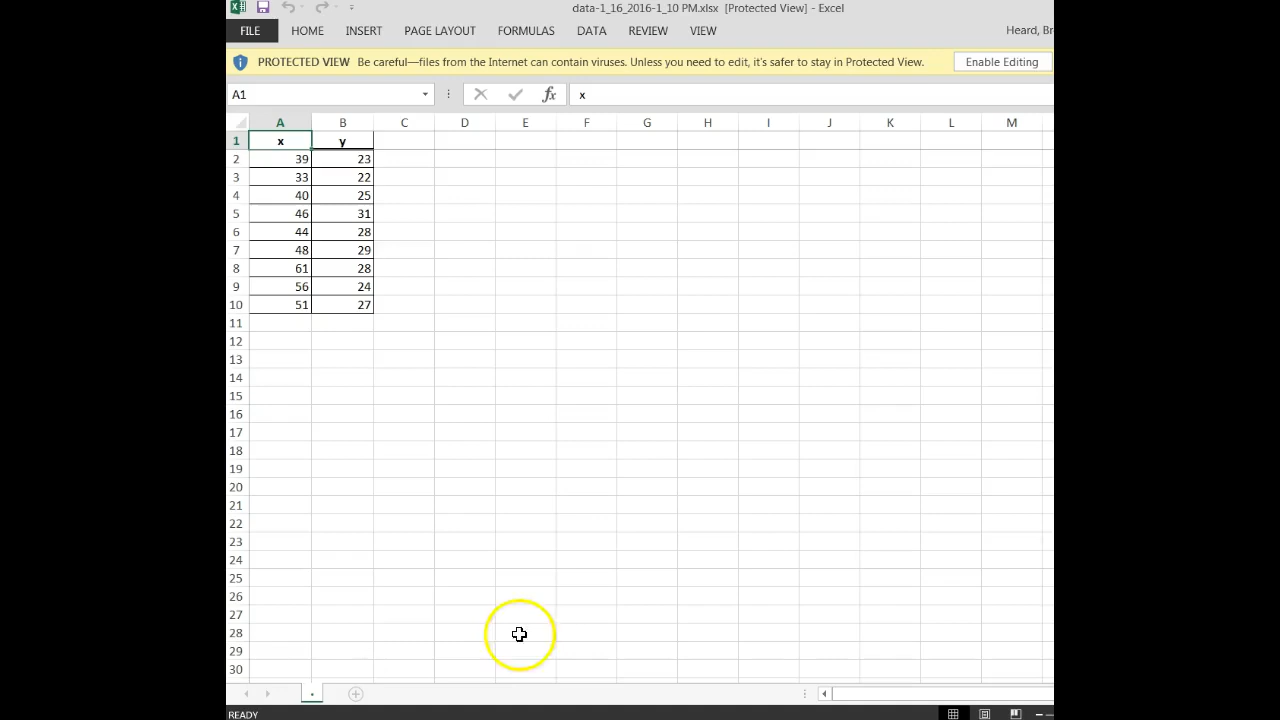 data-1_16_2016-1_10 PM.xlsx [Protected View] - Excel
FILE HOME INSERT PAGE LAYOUT FORMULAS DATA REVIEW VIEW Heard, Br
PROTECTED VIEW Be careful—files from the Internet can contain viruses. Unless you need to edit, it's safer to stay in Protected View. Enable Editing
A1 fx x
A B C D E F G H I J K L M
1 x y
2 39 23
3 33 22
4 40 25
5 46 31
6 44 28
7 48 29
8 61 28
9 56 24
10 51 27
11
12
13
14
15
16
17
18
19
20
21
22
23
24
25
26
27
28
29
30
READY